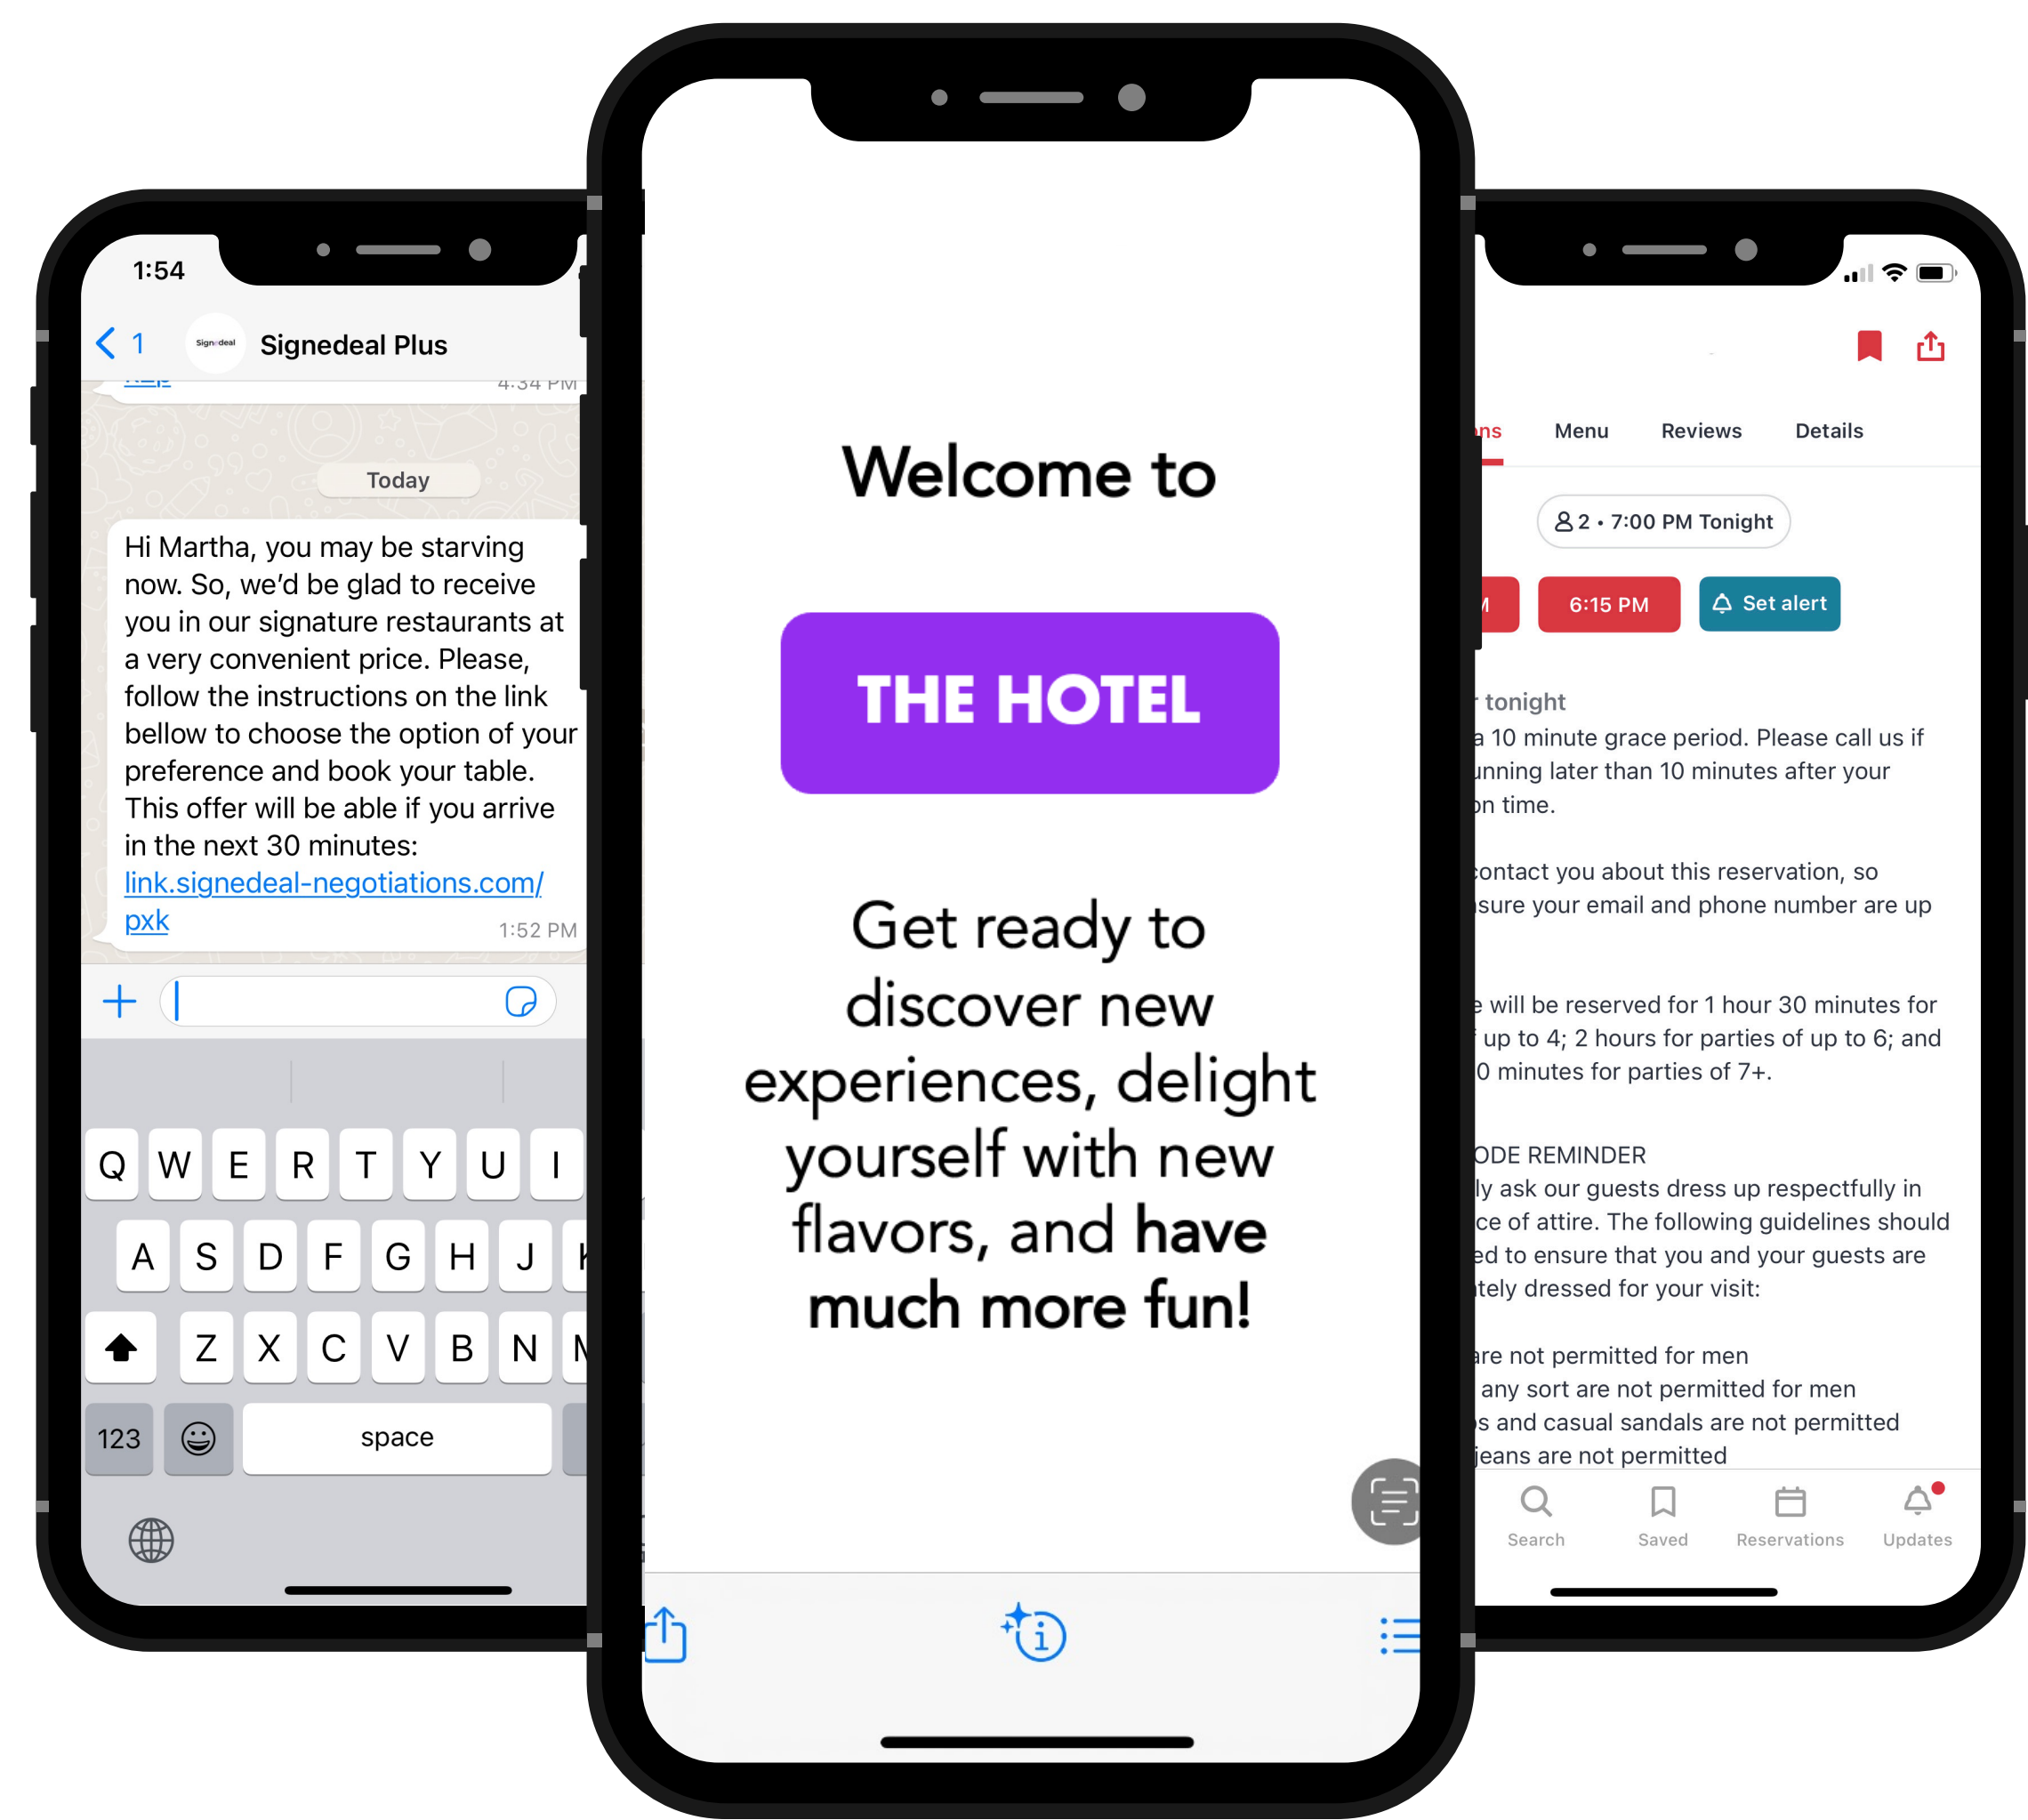 1:54
1
Signedeal
Signedeal Plus
4:34 PM
Today
Hi Martha, you may be starving
now. So, we'd be glad to receive
you in our signature restaurants at
a very convenient price. Please,
follow the instructions on the link
bellow to choose the option of your
preference and book your table.
This offer will be able if you arrive
in the next 30 minutes:
link.signedeal-negotiations.com/
pxk
1:52 PM
Q W E R T Y U I
A S D F G H J K
Z X C V B N M
123
space
Welcome to
THE HOTEL
Get ready to
discover new
experiences, delight
yourself with new
flavors, and have
much more fun!
ns Menu Reviews Details
2 • 7:00 PM Tonight
M 6:15 PM Set alert
tonight
a 10 minute grace period. Please call us if
unning later than 10 minutes after your
on time.
contact you about this reservation, so
sure your email and phone number are up
e will be reserved for 1 hour 30 minutes for
up to 4; 2 hours for parties of up to 6; and
0 minutes for parties of 7+.
ODE REMINDER
ly ask our guests dress up respectfully in
ce of attire. The following guidelines should
ed to ensure that you and your guests are
tely dressed for your visit:
are not permitted for men
any sort are not permitted for men
s and casual sandals are not permitted
jeans are not permitted
Search Saved Reservations Updates